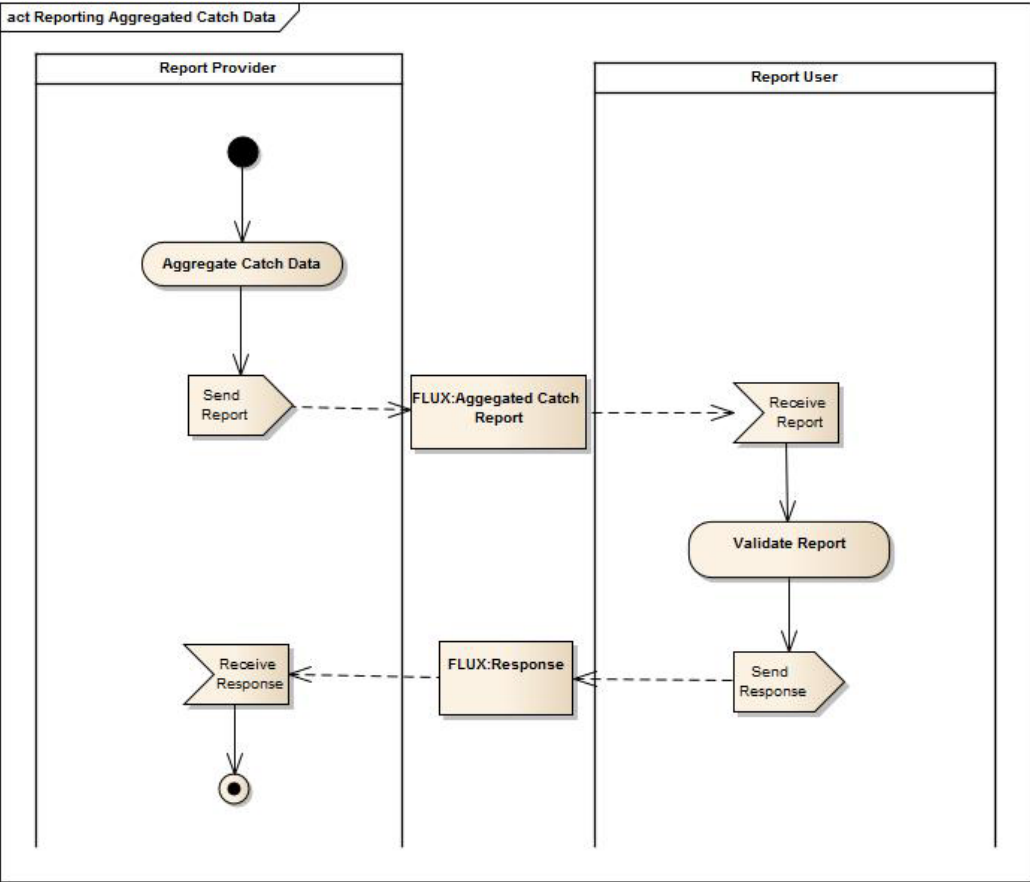 act Reporting Aggregated Catch Data
Report Provider
Report User
Aggregate Catch Data
Send
Report
FLUX:Aggegated Catch
Report
Receive
Report
Validate Report
Receive
Response
FLUX:Response
Send
Response